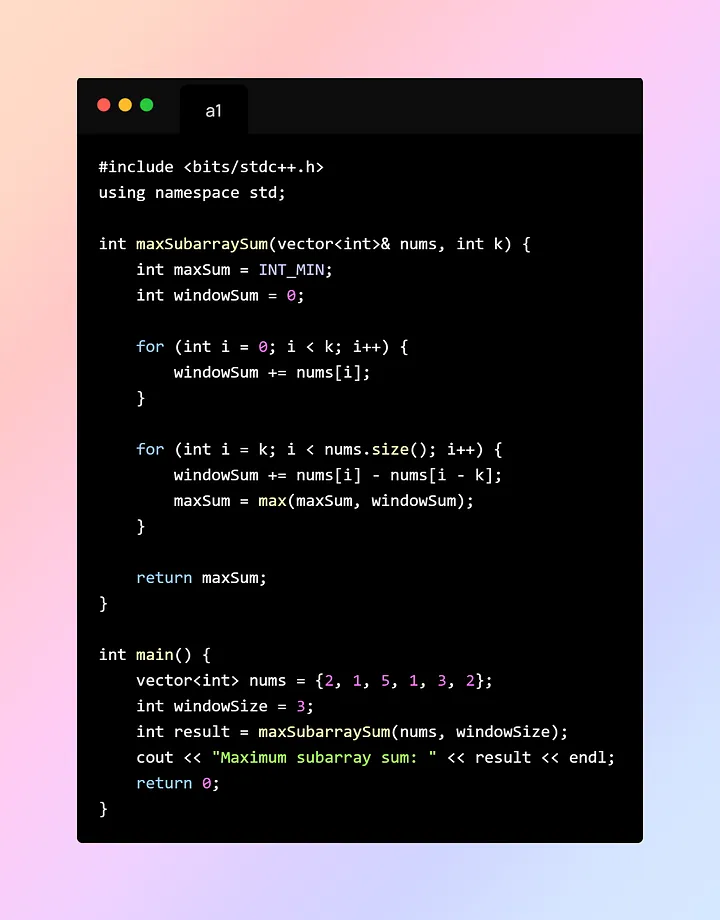 a1
#include <bits/stdc++.h>
using namespace std;
int maxSubarraySum(vector<int>& nums, int k) {
    int maxSum = INT_MIN;
    int windowSum = 0;
    for (int i = 0; i < k; i++) {
        windowSum += nums[i];
    }
    for (int i = k; i < nums.size(); i++) {
        windowSum += nums[i] - nums[i - k];
        maxSum = max(maxSum, windowSum);
    }
    return maxSum;
}
int main() {
    vector<int> nums = {2, 1, 5, 1, 3, 2};
    int windowSize = 3;
    int result = maxSubarraySum(nums, windowSize);
    cout << "Maximum subarray sum: " << result << endl;
    return 0;
}